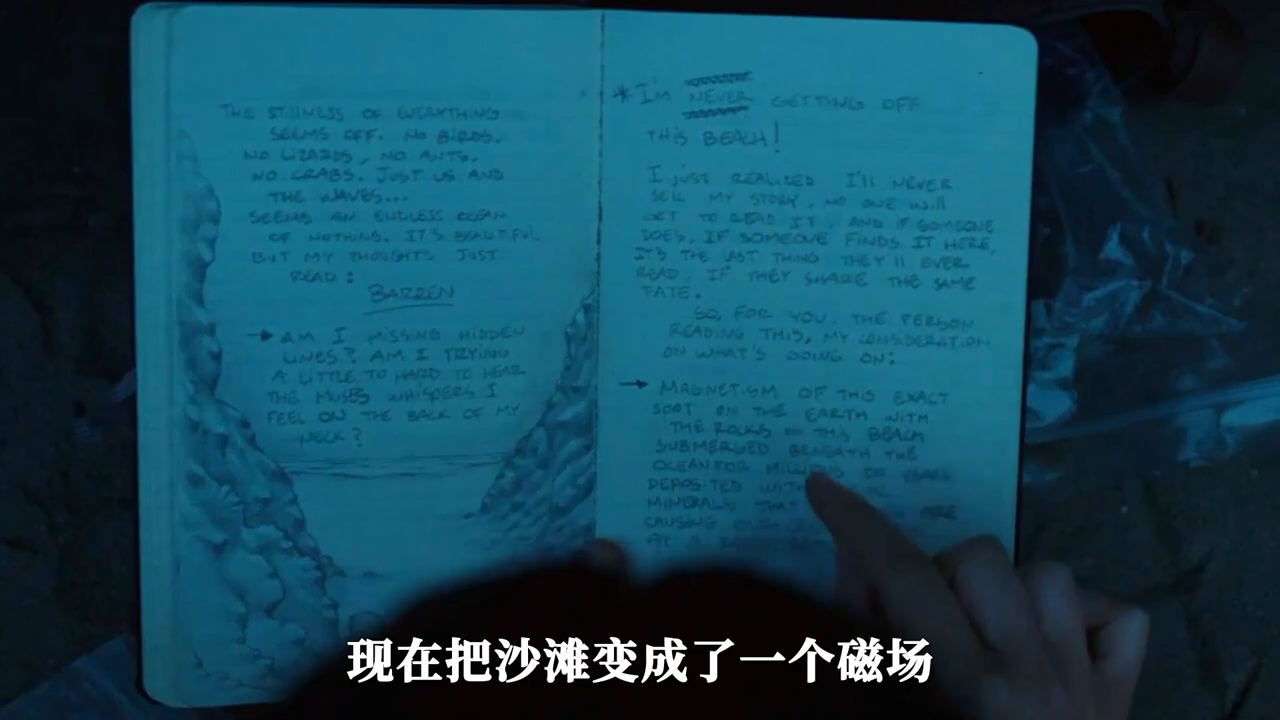 THE STILLNESS OF EVERYTHING
SEEMS OFF. NO BIRDS.
NO LIZARDS, NO ANTS.
NO CRABS. JUST US AND
THE WAVES...
SEEMS AN ENDLESS OCEAN
OF NOTHING. IT'S BEAUTIFUL,
BUT MY THOUGHTS JUST
READ:
BARREN
→ AM I MISSING HIDDEN
LINES? AM I TRYING
A LITTLE TO HARD TO HEAR
THE MUSES WHISPERS I
FEEL ON THE BACK OF MY
NECK?
* I'M NEVER GETTING OFF
THIS BEACH!
I JUST REALIZED I'LL NEVER
SELL MY STORY, NO ONE WILL
GET TO READ IT, AND IF SOMEONE
DOES, IF SOMEONE FINDS IT HERE,
IT'S THE LAST THING THEY'LL EVER
READ, IF THEY SHARE THE SAME
FATE.
SO, FOR YOU, THE PERSON
READING THIS, MY CONSIDERATION
ON WHAT'S GOING ON:
→ MAGNETISM OF THIS EXACT
SPOT ON THE EARTH WITH
THE ROCKS ON THIS BEACH
SUBMERGED BENEATH THE
OCEAN FOR MILLIONS OF YEARS
DEPOSITED WITH
MINERALS THAT ARE
CAUSING
AT A
现在把沙滩变成了一个磁场